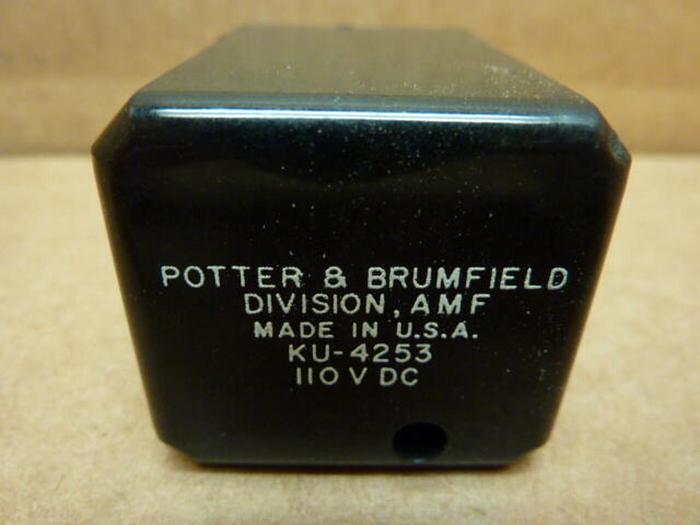 POTTER & BRUMFIELD
DIVISION, AMF
MADE IN U.S.A.
KU-4253
110 V DC